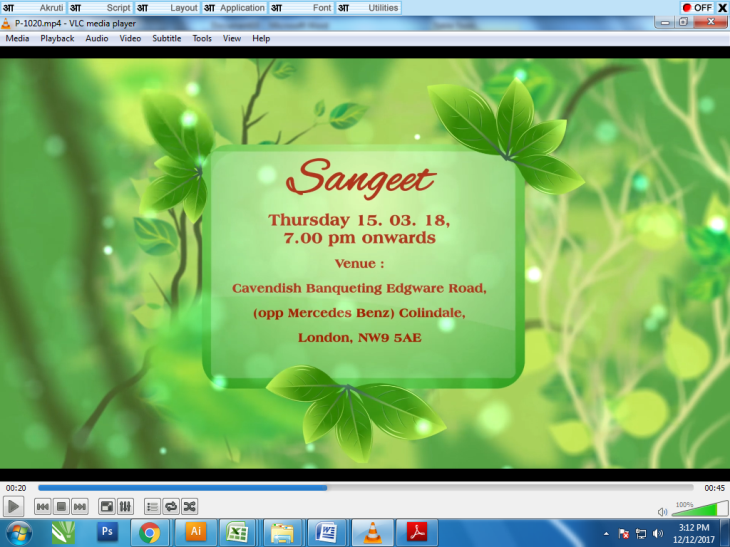 आ Akruti आ Script आ Layout आ Application आ Font आ Utilities OFF X
P-1020.mp4 - VLC media player
Media Playback Audio Video Subtitle Tools View Help
Sangeet
Thursday 15. 03. 18,
7.00 pm onwards
Venue :
Cavendish Banqueting Edgware Road,
(opp Mercedes Benz) Colindale,
London, NW9 5AE
00:20 00:45
100%
Ps Ai
3:12 PM
12/12/2017